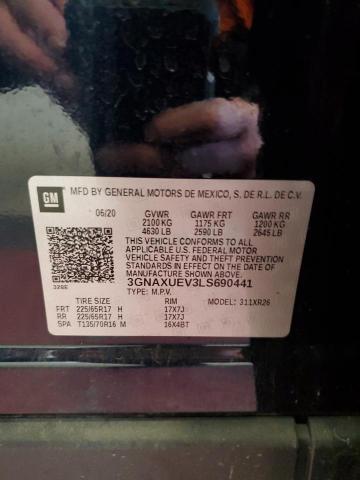 GM
MFD BY GENERAL MOTORS DE MEXICO, S. DE R.L. DE C.V.
06/20 GVWR GAWR FRT GAWR RR
2100 KG 1175 KG 1200 KG
4630 LB 2590 LB 2645 LB
THIS VEHICLE CONFORMS TO ALL
APPLICABLE U.S. FEDERAL MOTOR
VEHICLE SAFETY, BUMPER, AND THEFT
PREVENTION STANDARDS IN EFFECT ON
THE DATE OF MANUFACTURE SHOWN ABOVE.
3GNAXUEV3LS690441
TYPE: M.P.V.
TIRE SIZE RIM 311XR26
FRT 225/65R17 H 17X7J
RR 225/65R17 H 17X7J
SPA T135/70R16 M 16X4BT